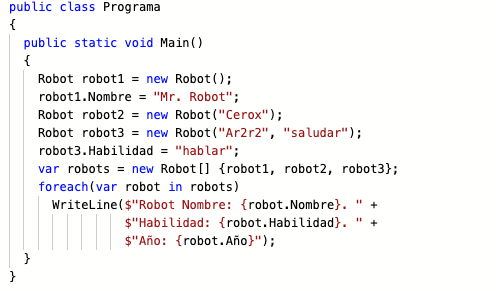 public class Programa
{
public static void Main()
{
Robot robot1 = new Robot();
robot1.Nombre = "Mr. Robot";
Robot robot2 = new Robot("Cerox");
Robot robot3 = new Robot("Ar2r2", "saludar");
robot3.Habilidad = "hablar";
var robots = new Robot[] {robot1, robot2, robot3};
foreach(var robot in robots)
WriteLine($"Robot Nombre: {robot.Nombre}. " +
$"Habilidad: {robot.Habilidad}. " +
$"Año: {robot.Año}");
}
}